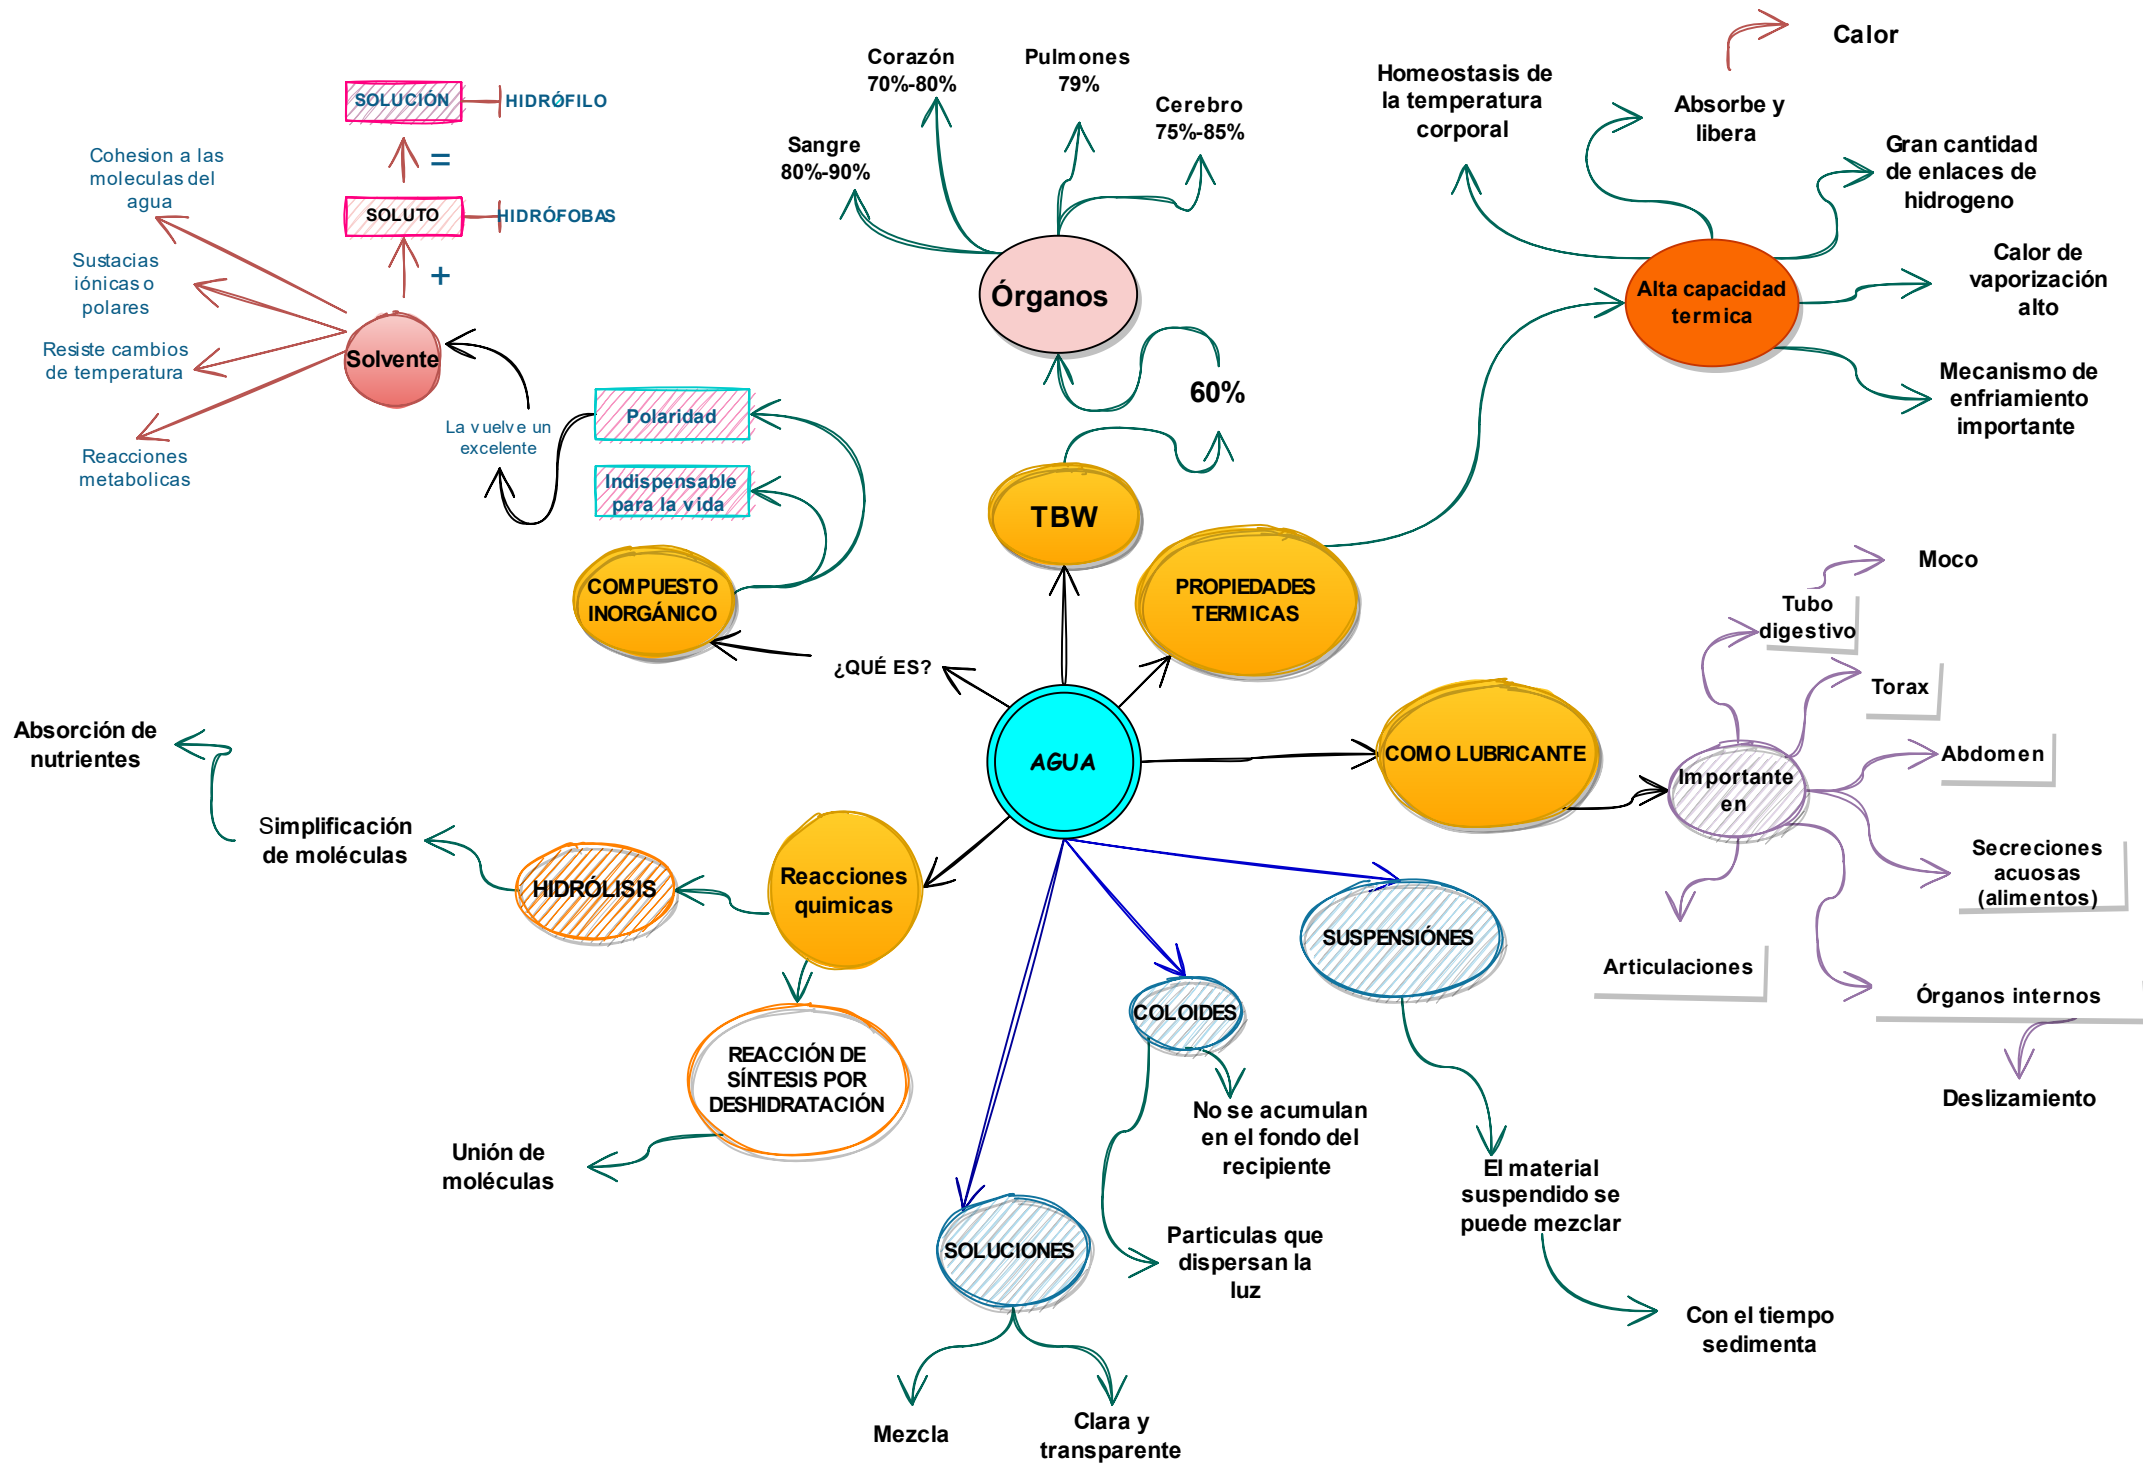 Calor
Corazón
70%-80%
Pulmones
79%
Homeostasis de
la temperatura
corporal
Absorbe y
libera
SOLUCIÓN
HIDRÓFILO
Cerebro
75%-85%
Sangre
80%-90%
Gran cantidad
de enlaces de
hidrogeno
=
Cohesion a las
moleculas del
agua
SOLUTO
HIDRÓFOBAS
+
Sustacias
iónicas o
polares
Órganos
Alta capacidad
termica
Calor de
vaporización
alto
Resiste cambios
de temperatura
Solvente
60%
Mecanismo de
enfriamiento
importante
La vuelve un
excelente
Polaridad
Reacciones
metabolicas
Indispensable
para la vida
TBW
COMPUESTO
INORGÁNICO
PROPIEDADES
TERMICAS
Moco
Tubo
digestivo
¿QUÉ ES?
Torax
Absorción de
nutrientes
AGUA
COMO LUBRICANTE
Importante
en
Abdomen
Simplificación
de moléculas
HIDRÓLISIS
Reacciones
quimicas
Secreciones
acuosas
(alimentos)
SUSPENSIÓNES
Articulaciones
Órganos internos
COLOIDES
REACCIÓN DE
SÍNTESIS POR
DESHIDRATACIÓN
Deslizamiento
No se acumulan
en el fondo del
recipiente
Unión de
moléculas
El material
suspendido se
puede mezclar
SOLUCIONES
Particulas que
dispersan la
luz
Con el tiempo
sedimenta
Mezcla
Clara y
transparente